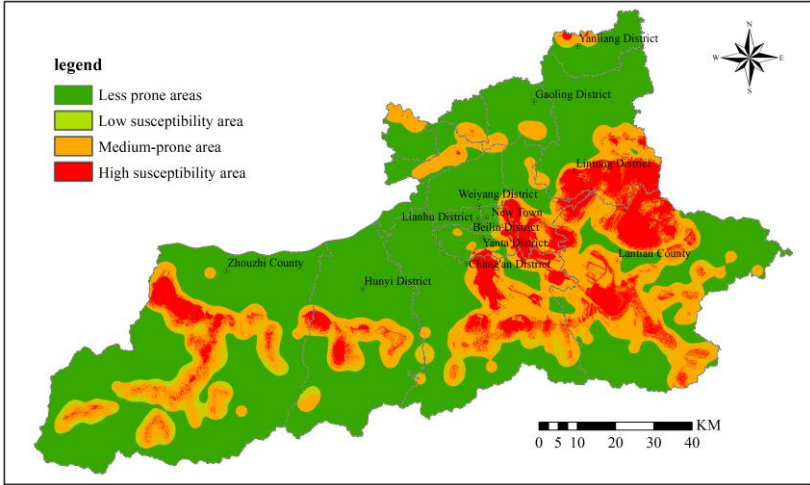 N
W E
S
legend
Less prone areas
Low susceptibility area
Medium-prone area
High susceptibility area
Yanliang District
Gaoling District
Lintong District
Weiyang District
Lianhu District
New Town
Beilin District
Yanta District
Chang'an District
Lantian County
Zhouzhi County
Hunyi District
KM
0 5 10 20 30 40